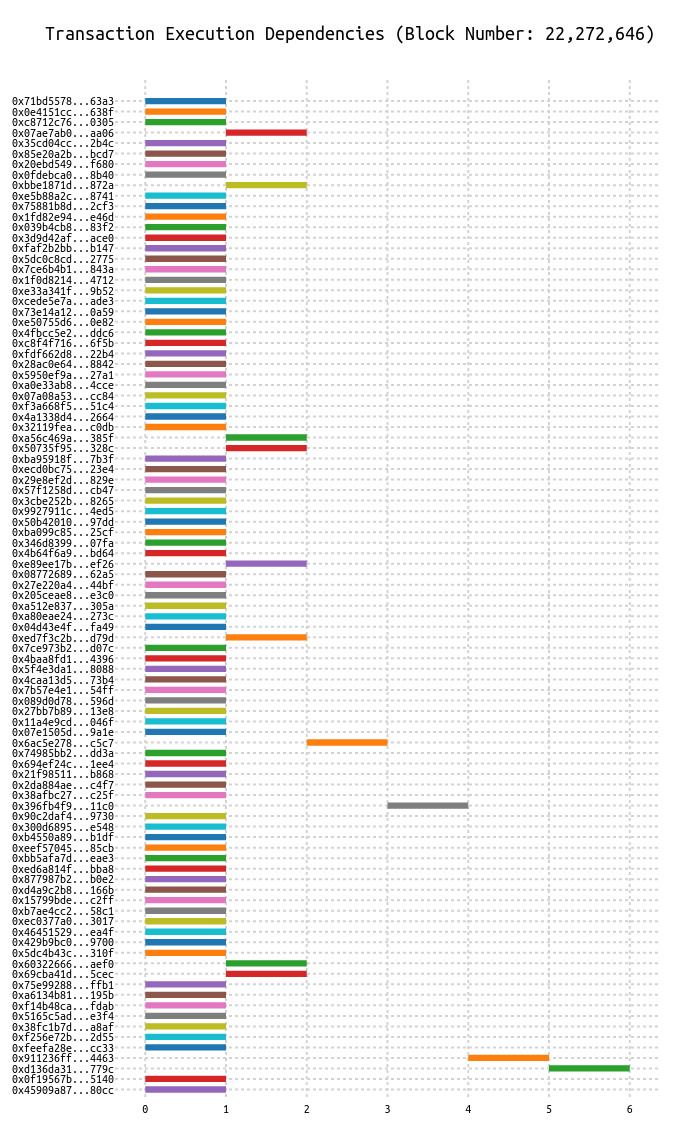 Transaction Execution Dependencies (Block Number: 22,272,646)
0x71bd5578...63a3
0x0e4151cc...638f
0xc8712c76...0305
0x07ae7ab0...aa06
0x35cd04cc...2b4c
0x85e20a2b...bcd7
0x20ebd549...f680
0x0fdebca0...8b40
0xbbe1871d...872a
0xe5b88a2c...8741
0x75881b8d...2cf3
0x1fd82e94...e46d
0x039b4cb8...83f2
0x3d9d42af...ace0
0xfaf2b2bb...b147
0x5dc0c8cd...2775
0x7ce6b4b1...843a
0x1f0d8214...4712
0xe33a341f...9b52
0xcede5e7a...ade3
0x73e14a12...0a59
0xe50755d6...0e82
0x4fbcc5e2...ddc6
0xc8f4f716...6f5b
0xfdf662d8...22b4
0x28ac0e64...8842
0x5950ef9a...27a1
0xa0e33ab8...4cce
0x07a08a53...cc84
0xf3a668f5...51c4
0x4a1338d4...2664
0x32119fea...c0db
0xa56c469a...385f
0x50735f95...328c
0xba95918f...7b3f
0xecd0bc75...23e4
0x29e8ef2d...829e
0x57f1258d...cb47
0x3cbe252b...8265
0x9927911c...4ed5
0x50b42010...97dd
0xba099c85...25cf
0x346d8399...07fa
0x4b64f6a9...bd64
0xe89ee17b...ef26
0x08772689...62a5
0x27e220a4...44bf
0x205ceae8...e3c0
0xa512e837...305a
0xa80eae24...273c
0x04d43e4f...fa49
0xed7f3c2b...d79d
0x7ce973b2...d07c
0x4baa8fd1...4396
0x5f4e3da1...8088
0x4caa13d5...73b4
0x7b57e4e1...54ff
0x089d0d78...596d
0x27bb7b89...13e8
0x11a4e9cd...046f
0x07e1505d...9a1e
0x6ac5e278...c5c7
0x74985bb2...dd3a
0x694ef24c...1ee4
0x21f98511...b868
0x2da884ae...c4f7
0x38afbc27...c25f
0x396fb4f9...11c0
0x90c2daf4...9730
0x300d6895...e548
0xb4550a89...b1df
0xeef57045...85cb
0xbb5afa7d...eae3
0xed6a814f...bba8
0x877987b2...b0e2
0xd4a9c2b8...166b
0x15799bde...c2ff
0xb7ae4cc2...58c1
0xec0377a0...3017
0x46451529...ea4f
0x429b9bc0...9700
0x5dc4b43c...310f
0x60322666...aef0
0x69cba41d...5cec
0x75e99288...ffb1
0xa6134b81...195b
0xf14b48ca...fdab
0x5165c5ad...e3f4
0x38fc1b7d...a8af
0xf256e72b...2d55
0xfeefa28e...cc33
0x911236ff...4463
0xd136da31...779c
0x0f19567b...5140
0x45909a87...80cc
0 1 2 3 4 5 6